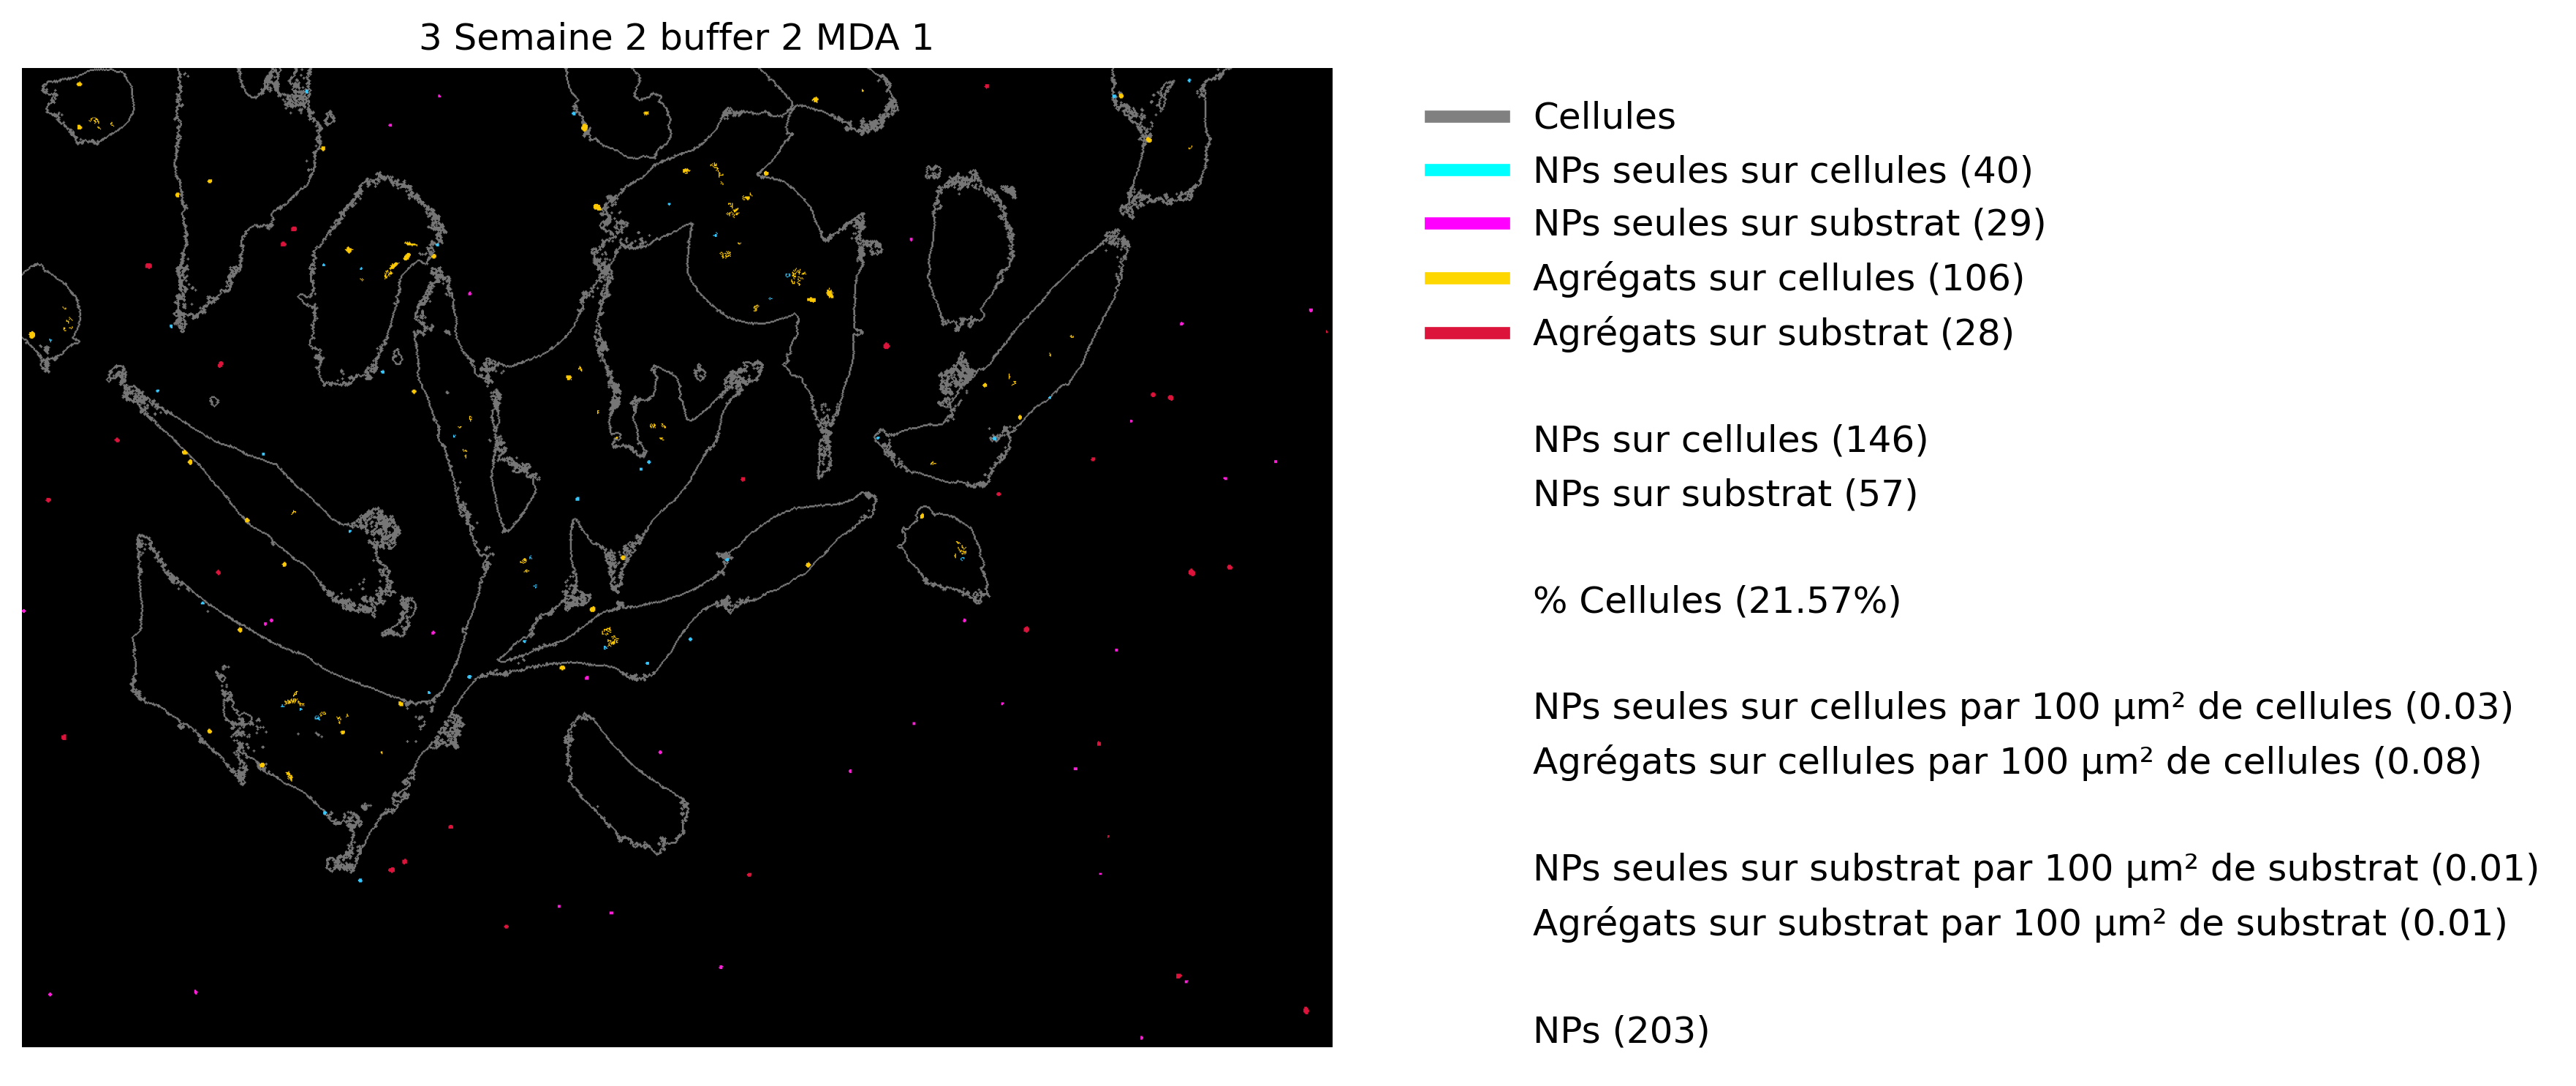 3 Semaine 2 buffer 2 MDA 1
Cellules
NPs seules sur cellules (40)
NPs seules sur substrat (29)
Agrégats sur cellules (106)
Agrégats sur substrat (28)
NPs sur cellules (146)
NPs sur substrat (57)
% Cellules (21.57%)
NPs seules sur cellules par 100 µm² de cellules (0.03)
Agrégats sur cellules par 100 µm² de cellules (0.08)
NPs seules sur substrat par 100 µm² de substrat (0.01)
Agrégats sur substrat par 100 µm² de substrat (0.01)
NPs (203)